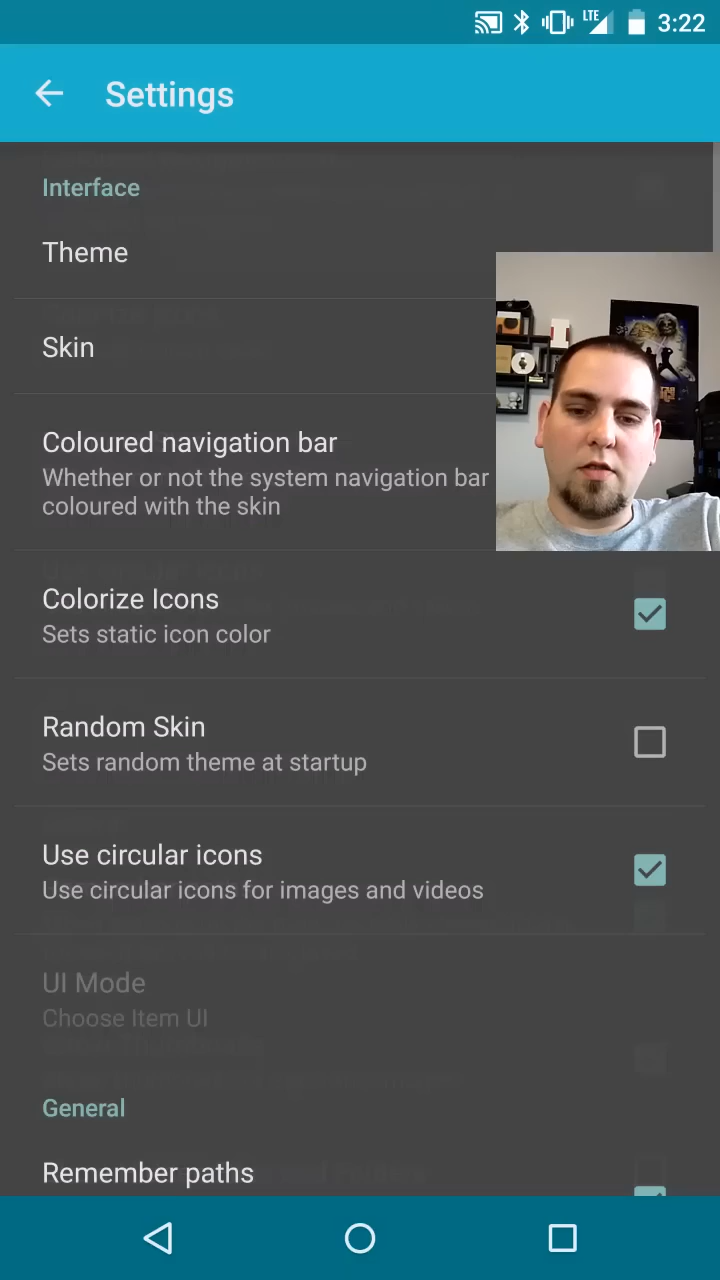 LTE 3:22
Settings
Interface
Theme
Skin
Coloured navigation bar
Whether or not the system navigation bar
coloured with the skin
Colorize Icons
Sets static icon color
Random Skin
Sets random theme at startup
Use circular icons
Use circular icons for images and videos
UI Mode
Choose Item UI
General
Remember paths